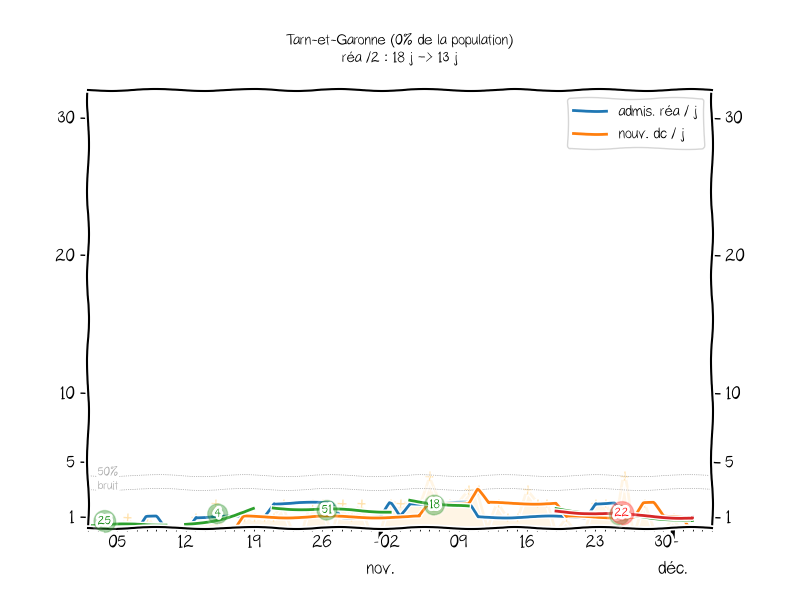 Tarn-et-Garonne (0% de la population)
réa /2 : 18 j -> 13 j
admis. réa / j
nouv. dc / j
30 30
20 20
10 10
5 5
50%
bruit
1 1
25 4 51 18 22
05 12 19 26 02 09 16 23 30
nov. déc.